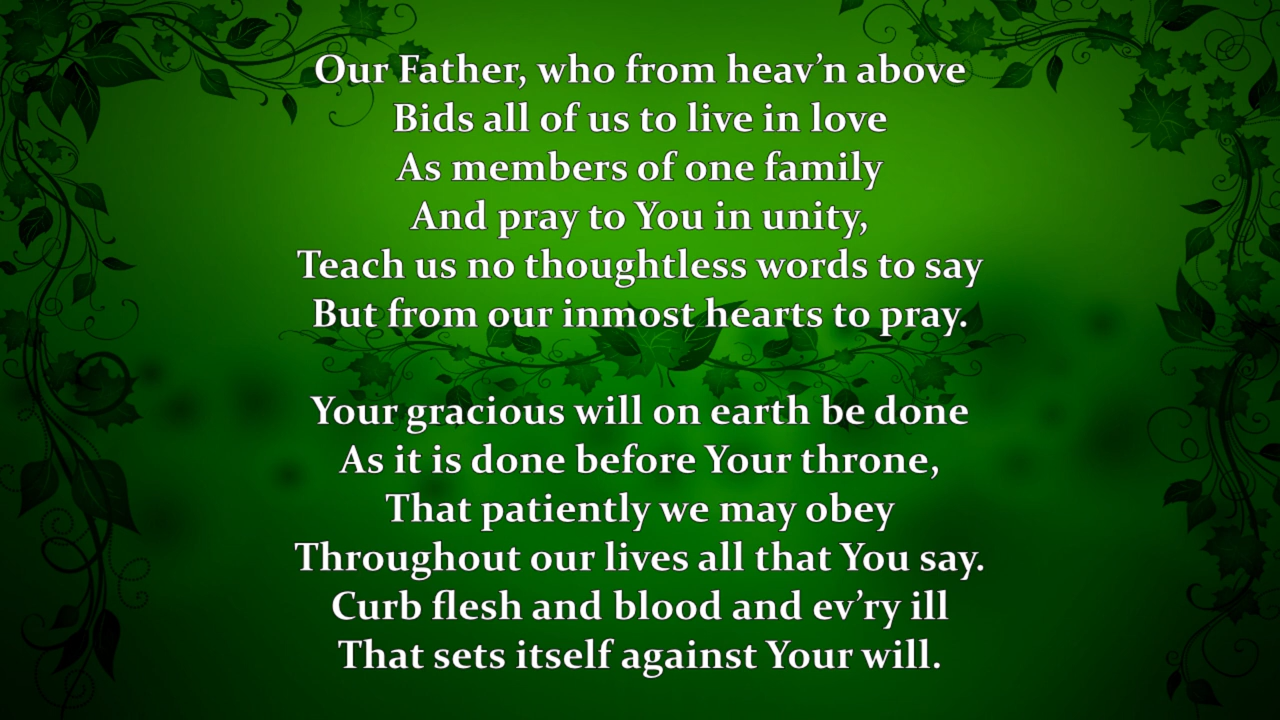 Our Father, who from heav’n above
Bids all of us to live in love
As members of one family
And pray to You in unity,
Teach us no thoughtless words to say
But from our inmost hearts to pray.
Your gracious will on earth be done
As it is done before Your throne,
That patiently we may obey
Throughout our lives all that You say.
Curb flesh and blood and ev’ry ill
That sets itself against Your will.